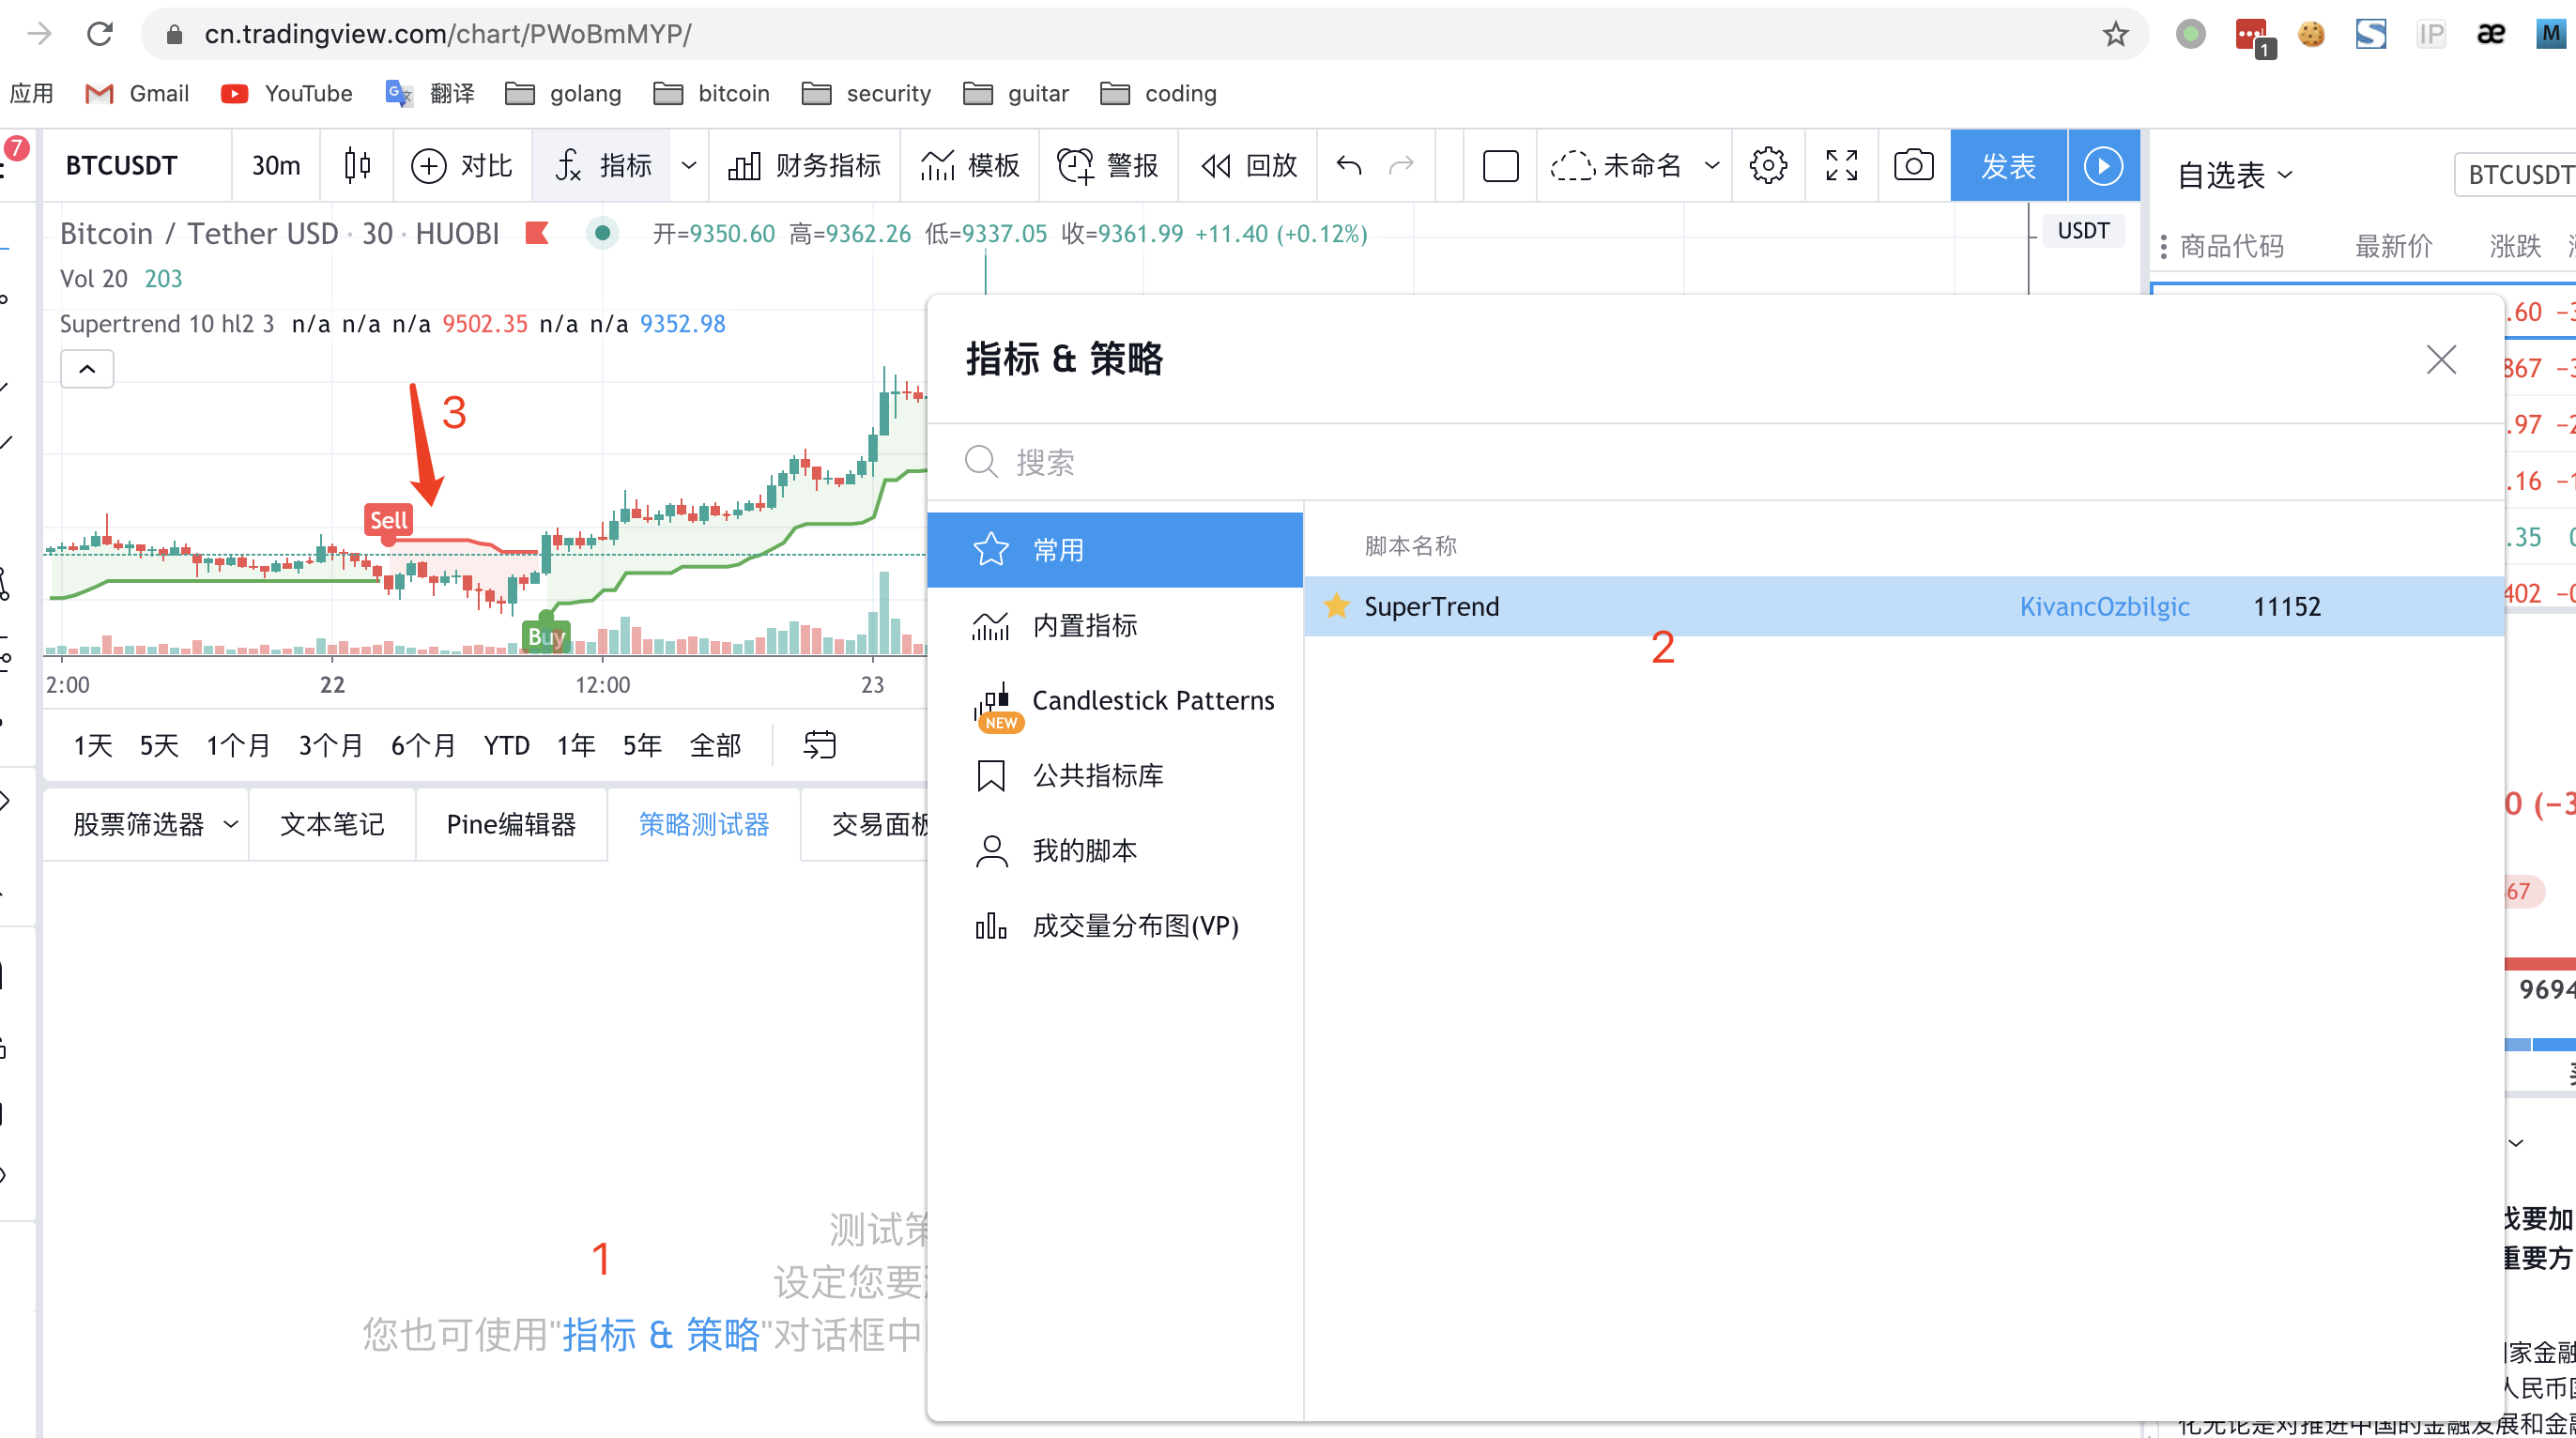 cn.tradingview.com/chart/PWoBmMYP/
1 IP æ M
应用 Gmail YouTube 翻译 golang bitcoin security guitar coding
7
BTCUSDT 30m 对比 指标 财务指标 模板 警报 回放 未命名 发表
自选表 BTCUSDT
Bitcoin / Tether USD · 30 · HUOBI 开=9350.60 高=9362.26 低=9337.05 收=9361.99 +11.40 (+0.12%)
USDT
商品代码 最新价 涨跌
Vol 20 203
Supertrend 10 hl2 3 n/a n/a n/a 9502.35 n/a n/a 9352.98
3
Sell
Buy
2:00 22 12:00 23
1天 5天 1个月 3个月 6个月 YTD 1年 5年 全部
股票筛选器 文本笔记 Pine编辑器 策略测试器 交易面板
1
测试策
设定您要
您也可使用"指标 & 策略"对话框中
指标 & 策略
搜索
常用
内置指标
Candlestick Patterns
NEW
公共指标库
我的脚本
成交量分布图(VP)
脚本名称
SuperTrend KivancOzbilgic 11152
2
.60 -3
867 -3
.97 -2
.16 -1
.35 0
402 -0
0 (-3
67
9694
找要加
重要方
家金融
人民币国
化无论是对推进中国的金融发展和金融